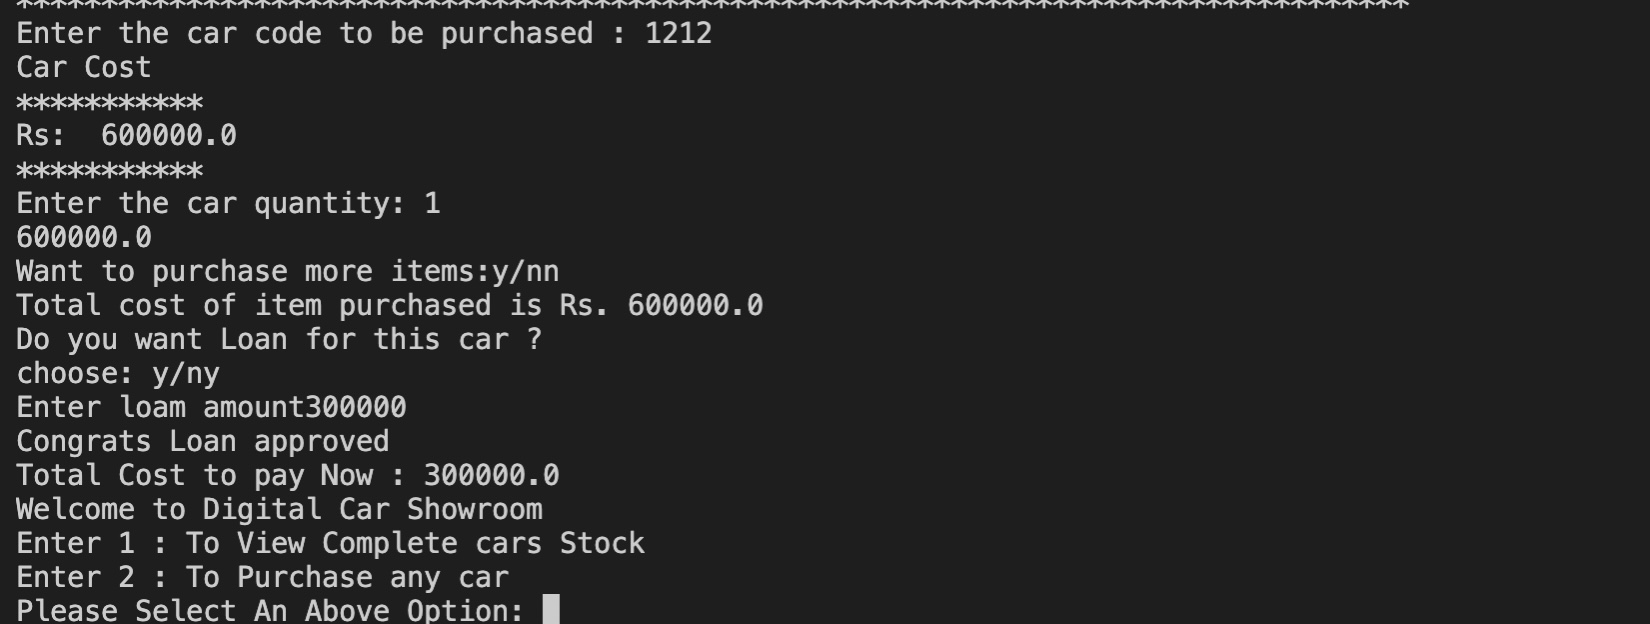 Enter the car code to be purchased : 1212
Car Cost
***********
Rs:  600000.0
***********
Enter the car quantity: 1
600000.0
Want to purchase more items:y/nn
Total cost of item purchased is Rs. 600000.0
Do you want Loan for this car ?
choose: y/ny
Enter loam amount300000
Congrats Loan approved
Total Cost to pay Now : 300000.0
Welcome to Digital Car Showroom
Enter 1 : To View Complete cars Stock
Enter 2 : To Purchase any car
Please Select An Above Option: